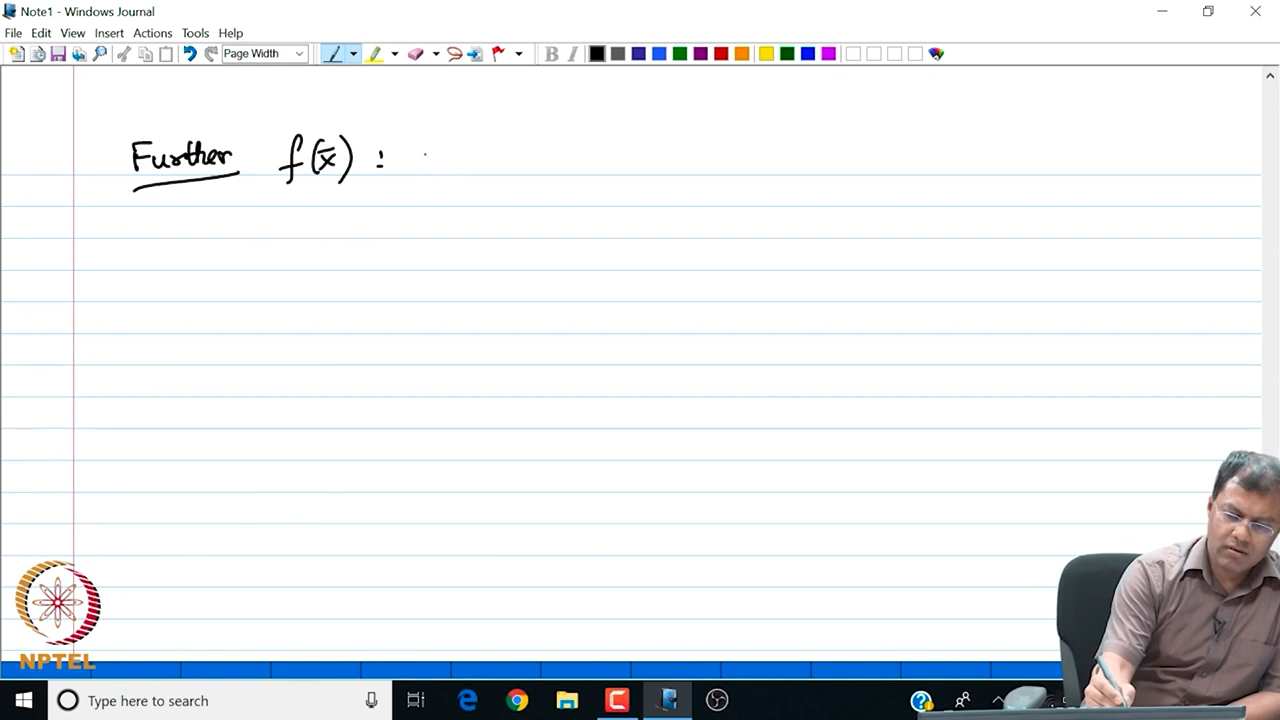 Note1 - Windows Journal
File Edit View Insert Actions Tools Help
Page Width
B I
Further f(x̄) :
NPTEL
Type here to search